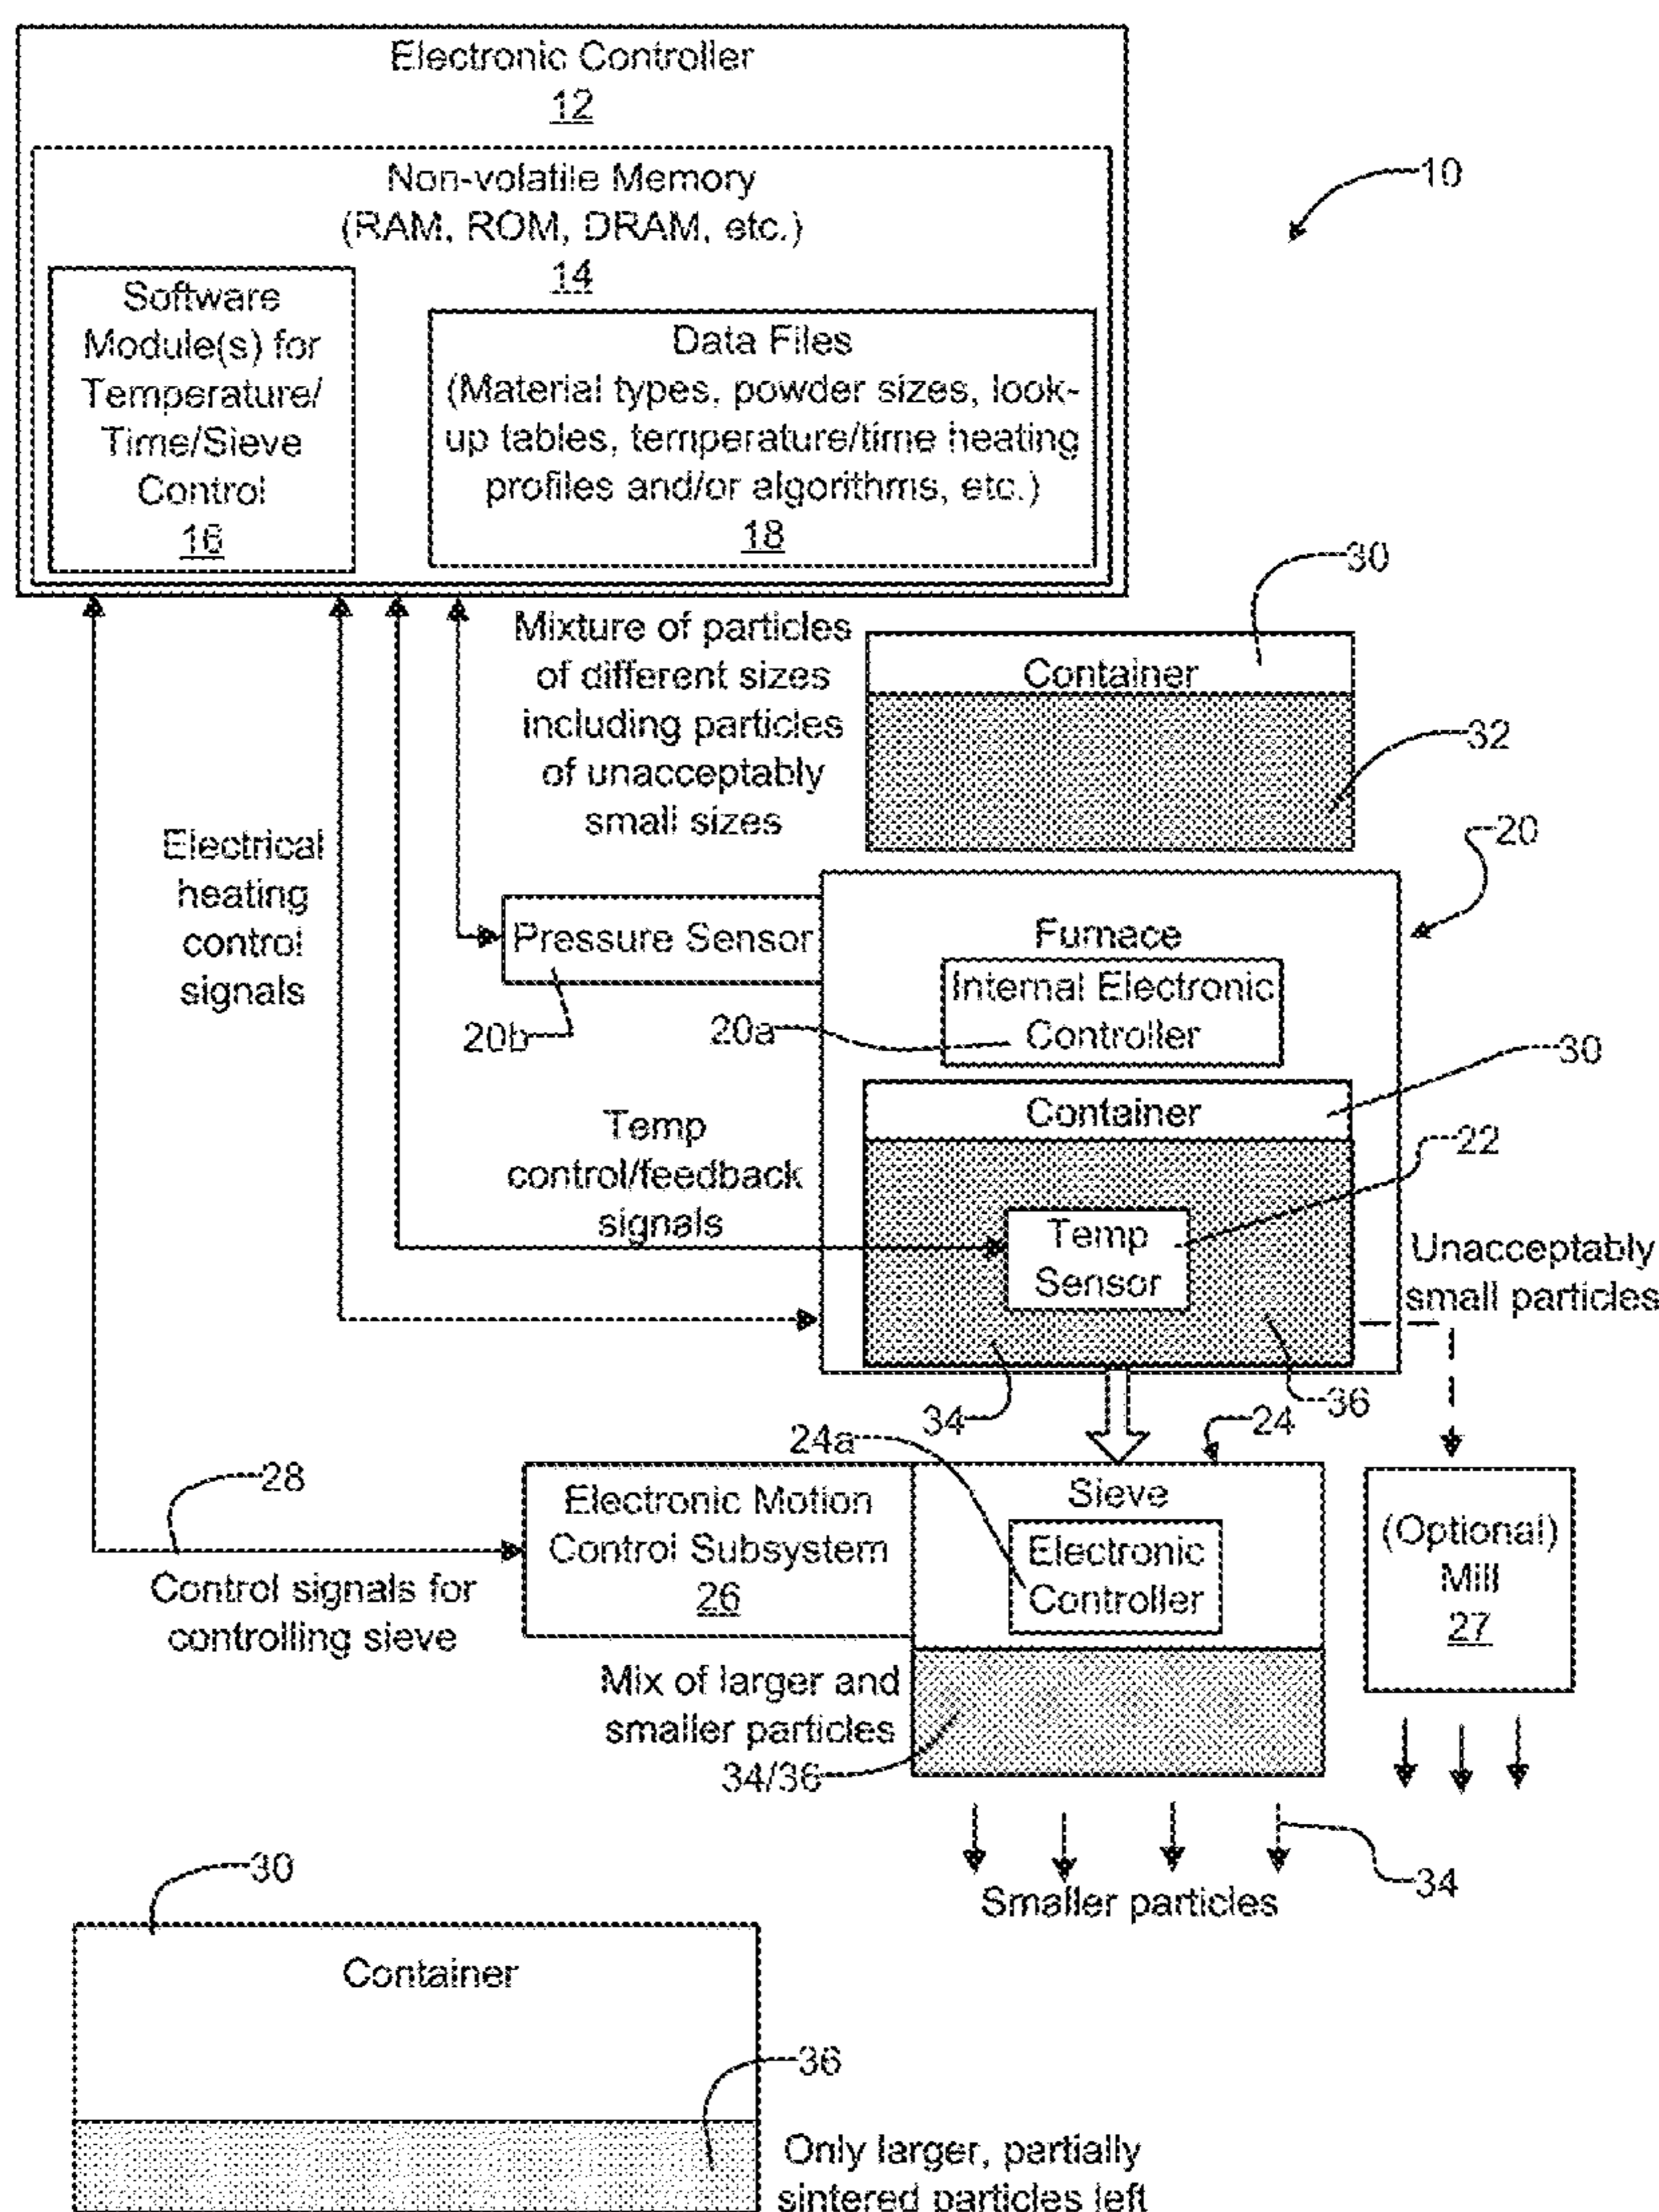 Electronic Controller
12
Non-volatile Memory
(RAM, ROM, DRAM, etc.)
14
Software
Module(s) for
Temperature/
Time/Sieve
Control
16
Data Files
(Material types, powder sizes, look-
up tables, temperature/time heating
profiles and/or algorithms, etc.)
18
10
Mixture of particles
of different sizes
including particles
of unacceptably
small sizes
30
Container
32
Electrical
heating
control
signals
20
Pressure Sensor
20b
Furnace
Internal Electronic
Controller
20a
30
Container
22
Temp
control/feedback
signals
Temp
Sensor
Unacceptably
small particles
34
36
24
24a
28
Control signals for
controlling sieve
Electronic Motion
Control Subsystem
26
Sieve
Electronic
Controller
(Optional)
Mill
27
Mix of larger and
smaller particles
34/36
34
Smaller particles
30
Container
36
Only larger, partially
sintered particles left